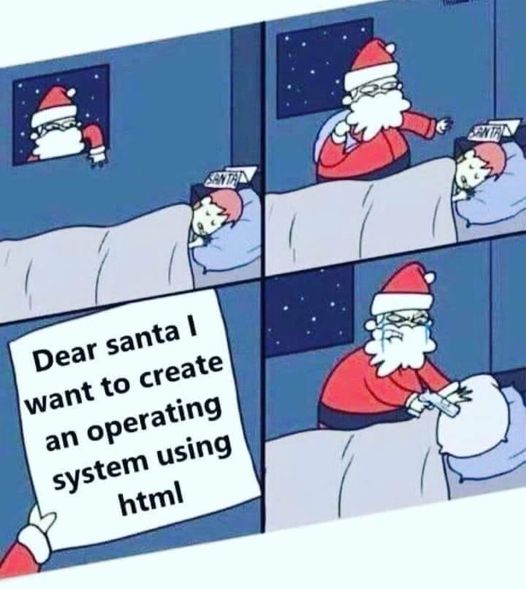 SANTA
SANTA
Dear santa I
want to create
an operating
system using
html